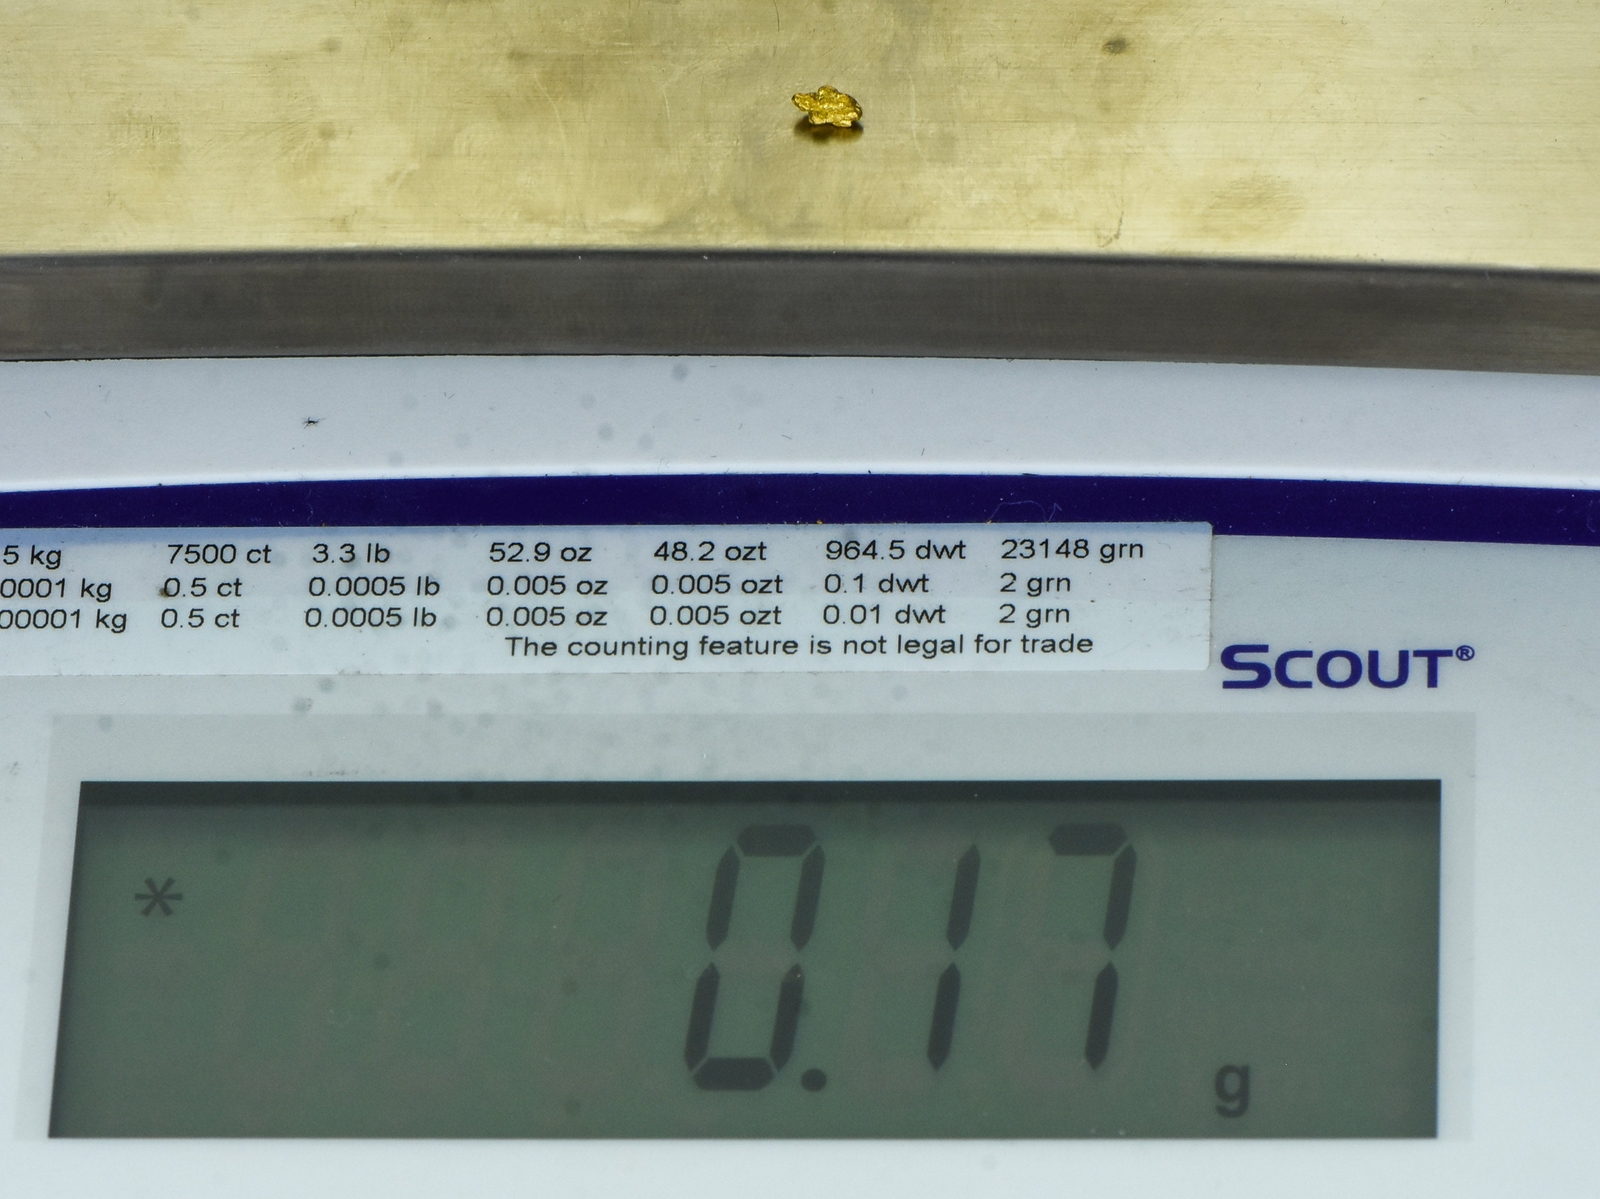 5 kg 7500 ct 3.3 lb 52.9 oz 48.2 ozt 964.5 dwt 23148 grn
0001 kg 0.5 ct 0.0005 lb 0.005 oz 0.005 ozt 0.1 dwt 2 grn
00001 kg 0.5 ct 0.0005 lb 0.005 oz 0.005 ozt 0.01 dwt 2 grn
The counting feature is not legal for trade
SCOUT®
* 0.17 g